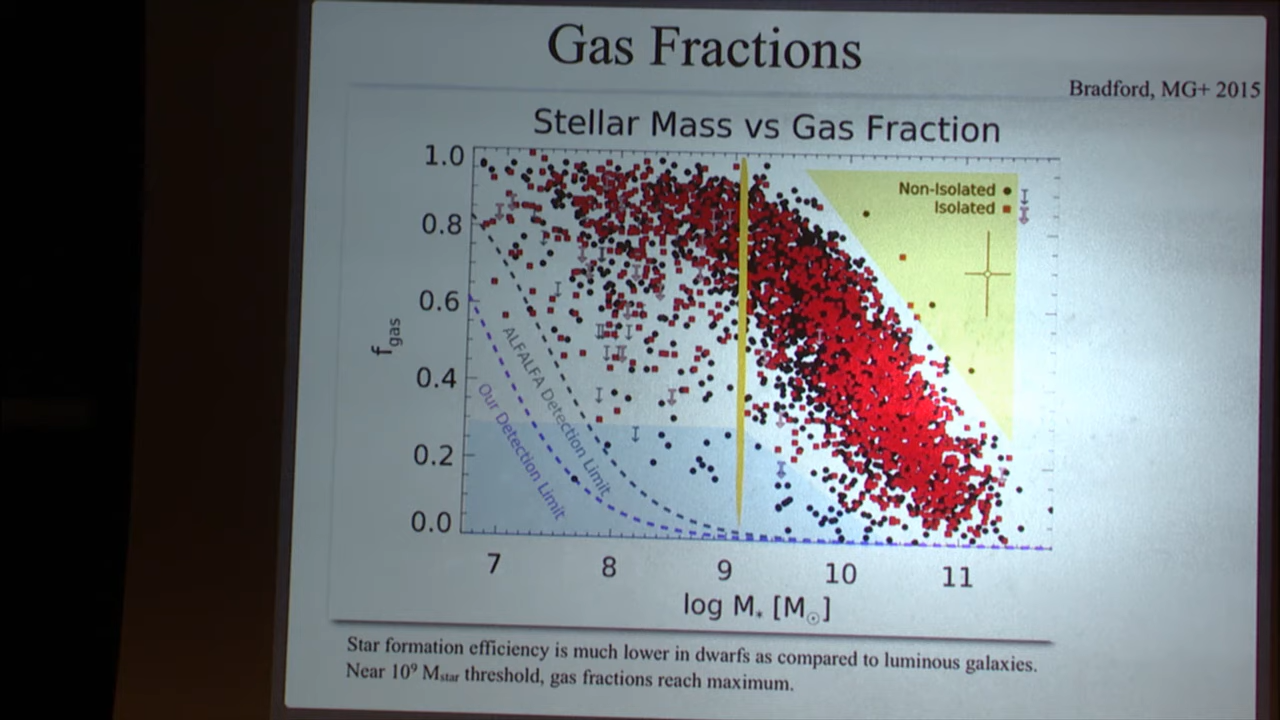 Gas Fractions
Bradford, MG+ 2015
Stellar Mass vs Gas Fraction
Non-Isolated
Isolated
1.0
0.8
0.6
0.4
0.2
0.0
fgas
ALFALFA Detection Limit
Our Detection Limit
7 8 9 10 11
log M* [M☉]
Star formation efficiency is much lower in dwarfs as compared to luminous galaxies.
Near 10⁹ Mstar threshold, gas fractions reach maximum.